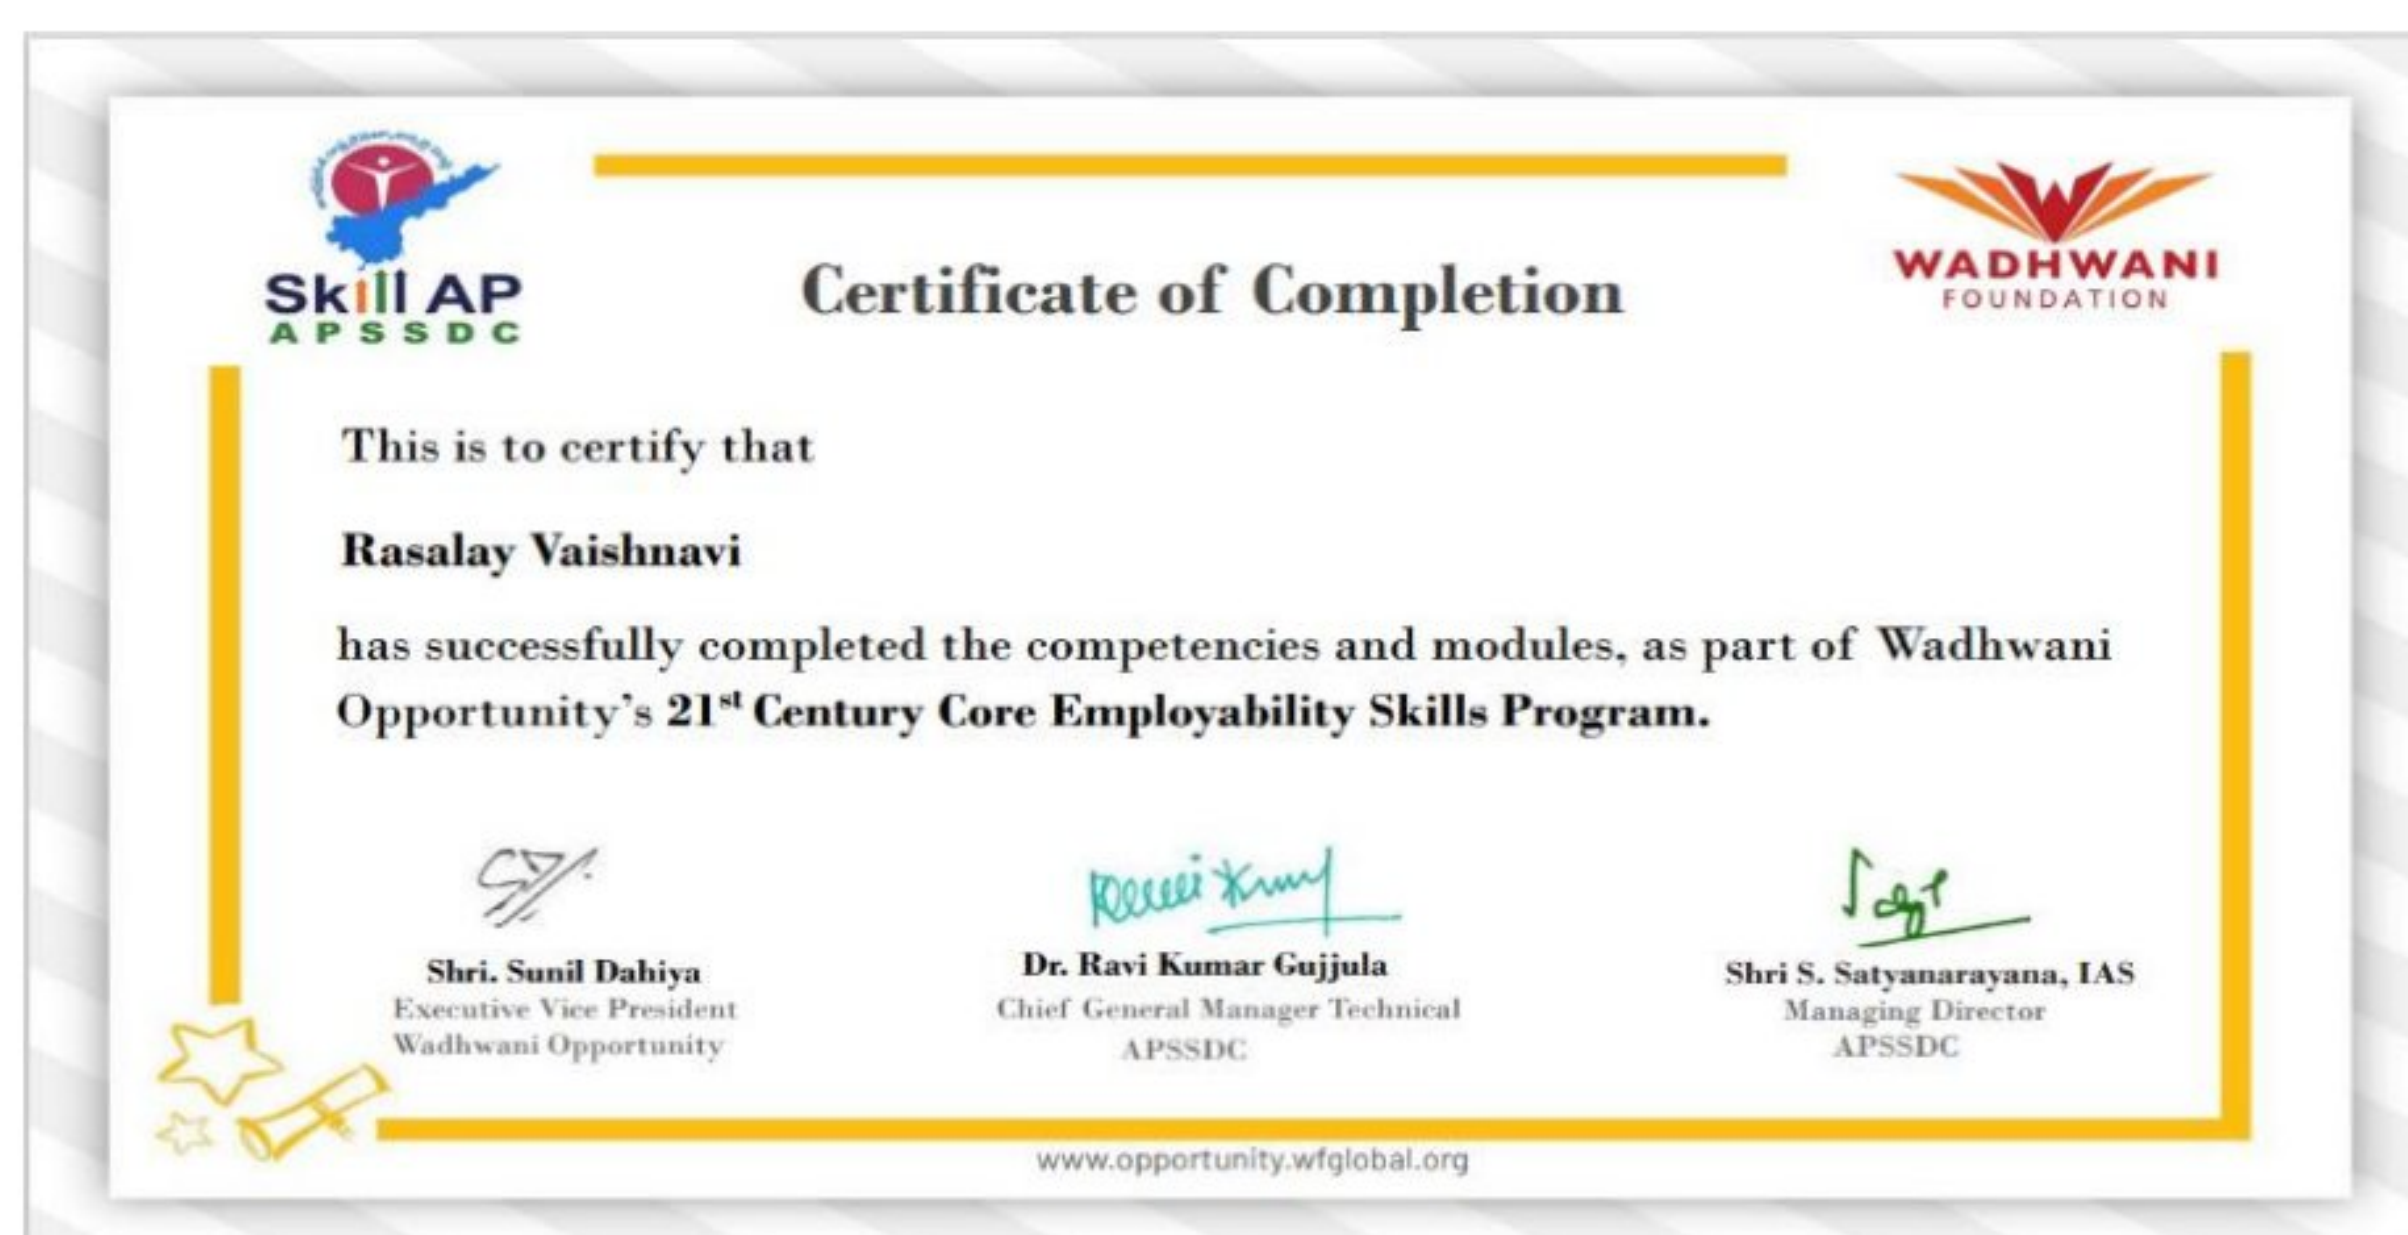 Skill AP
APSSDC
WADHWANI
FOUNDATION
Certificate of Completion
This is to certify that
Rasalay Vaishnavi
has successfully completed the competencies and modules, as part of Wadhwani
Opportunity's 21st Century Core Employability Skills Program.
Ravi Kumar
Shri. Sunil Dahiya
Executive Vice President
Wadhwani Opportunity
Dr. Ravi Kumar Gujjula
Chief General Manager Technical
APSSDC
Shri S. Satyanarayana, IAS
Managing Director
APSSDC
www.opportunity.wfglobal.org